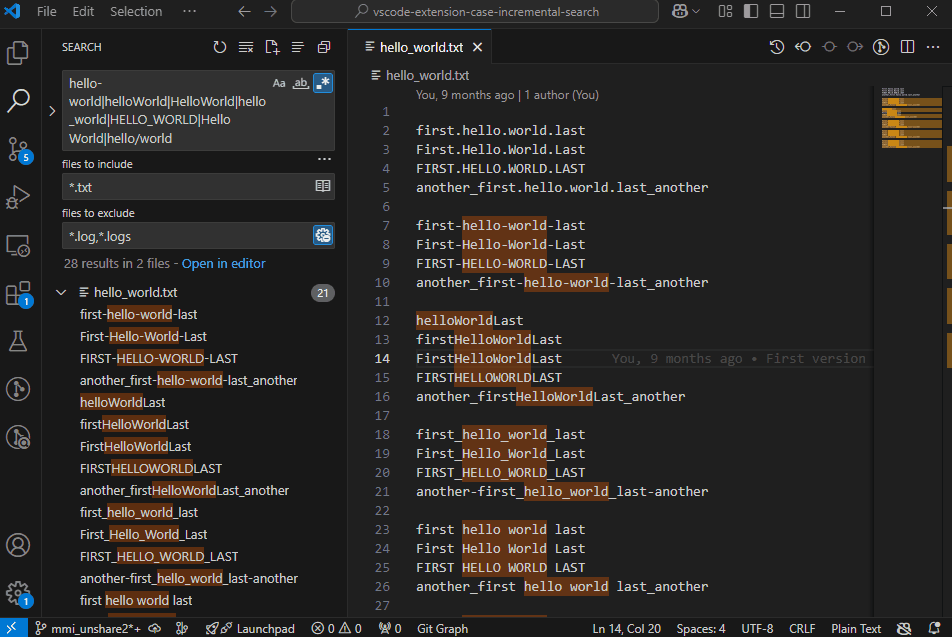 File Edit Selection ··· vscode-extension-case-incremental-search
SEARCH
hello-
world|helloWorld|HelloWorld|hello
_world|HELLO_WORLD|Hello
World|hello/world
Aa ab .*
files to include
···
*.txt
files to exclude
*.log,*.logs
28 results in 2 files - Open in editor
hello_world.txt 21
first-hello-world-last
First-Hello-World-Last
FIRST-HELLO-WORLD-LAST
another_first-hello-world-last_another
helloWorldLast
firstHelloWorldLast
FirstHelloWorldLast
FIRSTHELLOWORLDLAST
another_firstHelloWorldLast_another
first_hello_world_last
First_Hello_World_Last
FIRST_HELLO_WORLD_LAST
another-first_hello_world_last-another
first hello world last
5
1
1
hello_world.txt
···
hello_world.txt
You, 9 months ago | 1 author (You)
1
2 first.hello.world.last
3 First.Hello.World.Last
4 FIRST.HELLO.WORLD.LAST
5 another_first.hello.world.last_another
6
7 first-hello-world-last
8 First-Hello-World-Last
9 FIRST-HELLO-WORLD-LAST
10 another_first-hello-world-last_another
11
12 helloWorldLast
13 firstHelloWorldLast
14 FirstHelloWorldLast You, 9 months ago • First version
15 FIRSTHELLOWORLDLAST
16 another_firstHelloWorldLast_another
17
18 first_hello_world_last
19 First_Hello_World_Last
20 FIRST_HELLO_WORLD_LAST
21 another-first_hello_world_last-another
22
23 first hello world last
24 First Hello World Last
25 FIRST HELLO WORLD LAST
26 another_first hello world last_another
27
mmi_unshare2*+ Launchpad 0 0 0 Git Graph Ln 14, Col 20 Spaces: 4 UTF-8 CRLF Plain Text